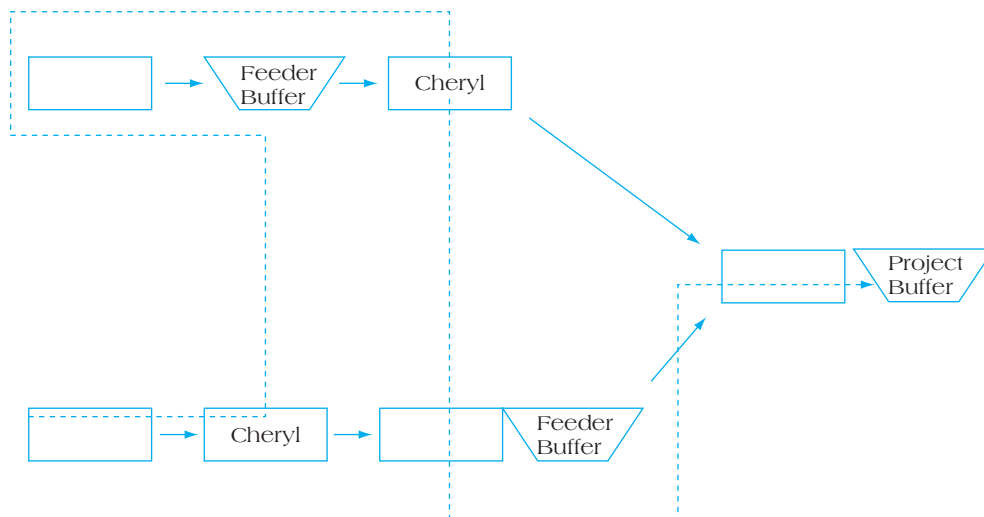 Feeder
Buffer
Cheryl
Project
Buffer
Cheryl
Feeder
Buffer